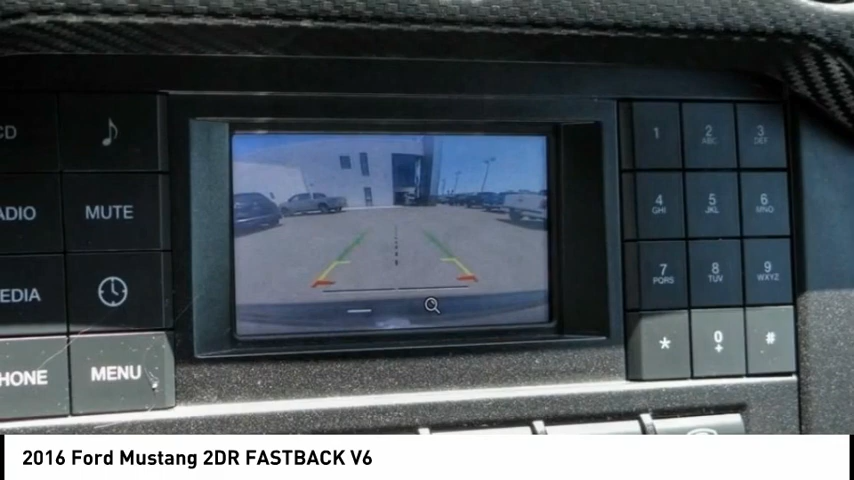 CD
1
2 ABC
3 DEF
ADIO
MUTE
4 GHI
5 JKL
6 MNO
EDIA
7 PQRS
8 TUV
9 WXYZ
HONE
MENU
*
0 +
#
2016 Ford Mustang 2DR FASTBACK V6